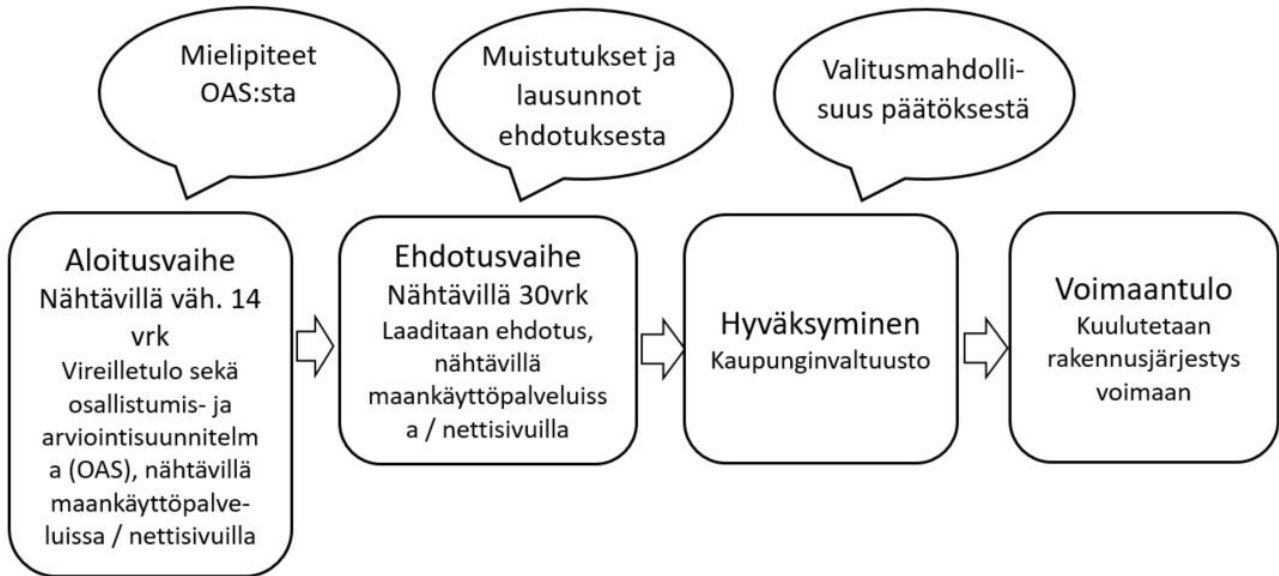 Mielipiteet
OAS:sta
Muistutukset ja
lausunnot
ehdotuksesta
Valitusmahdolli-
suus päätöksestä
Aloitusvaihe
Nähtävillä väh. 14
vrk
Vireilletulo sekä
osallistumis- ja
arviointisuunnitelm
a (OAS), nähtävillä
maankäyttöpalve-
luissa / nettisivuilla
Ehdotusvaihe
Nähtävillä 30vrk
Laaditaan ehdotus,
nähtävillä
maankäyttöpalveluiss
a / nettisivuilla
Hyväksyminen
Kaupunginvaltuusto
Voimaantulo
Kuulutetaan
rakennusjärjestys
voimaan